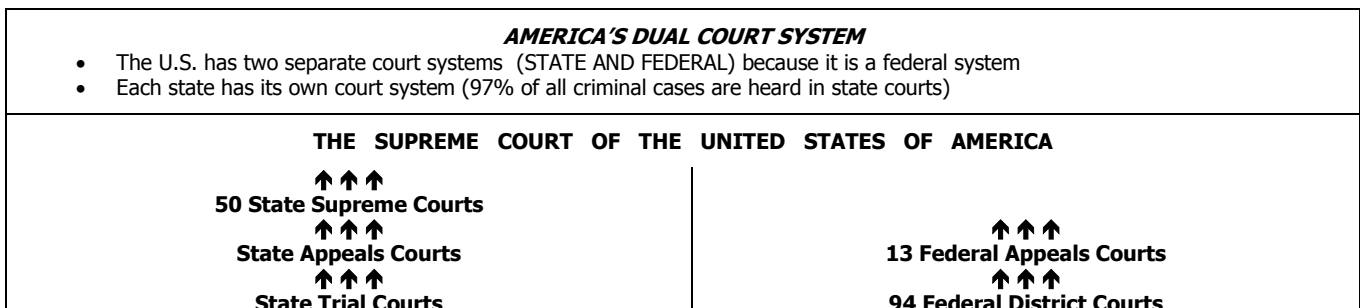 AMERICA'S DUAL COURT SYSTEM
• The U.S. has two separate court systems (STATE AND FEDERAL) because it is a federal system
• Each state has its own court system (97% of all criminal cases are heard in state courts)
THE SUPREME COURT OF THE UNITED STATES OF AMERICA
↑ ↑ ↑
50 State Supreme Courts
↑ ↑ ↑
State Appeals Courts
↑ ↑ ↑
State Trial Courts
↑ ↑ ↑
13 Federal Appeals Courts
↑ ↑ ↑
94 Federal District Courts